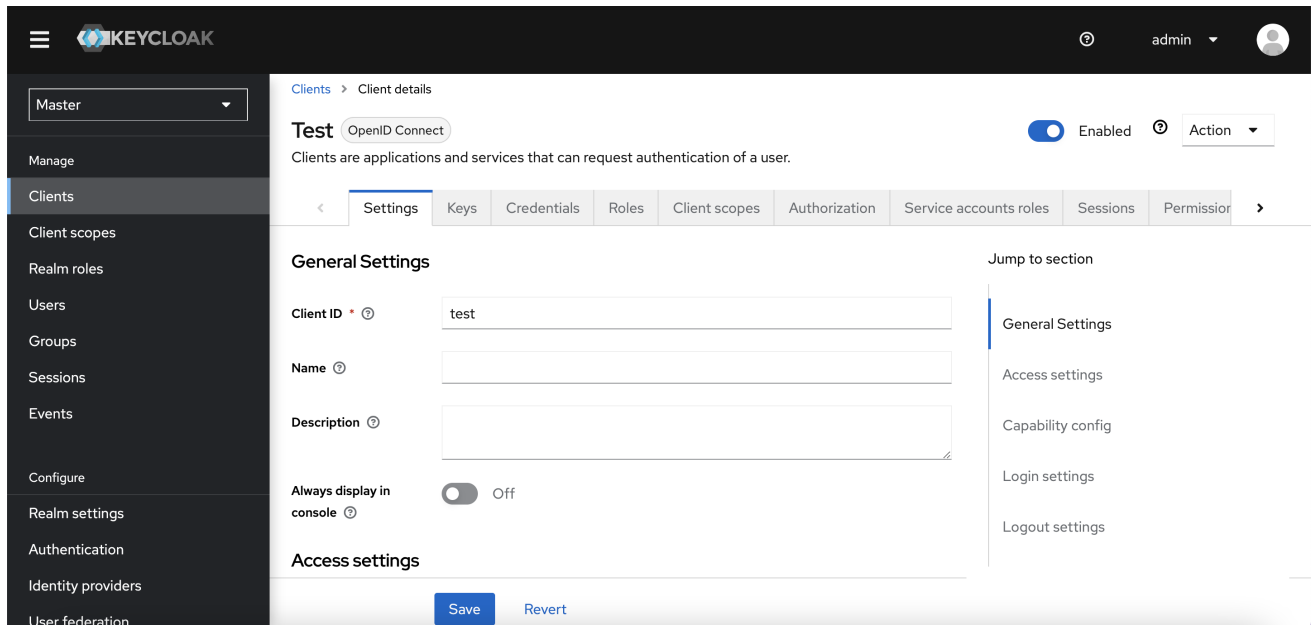 KEYCLOAK
admin
Master
Manage
Clients
Client scopes
Realm roles
Users
Groups
Sessions
Events
Configure
Realm settings
Authentication
Identity providers
User federation
Clients > Client details
Test OpenID Connect
Enabled
Action
Clients are applications and services that can request authentication of a user.
Settings Keys Credentials Roles Client scopes Authorization Service accounts roles Sessions Permission
General Settings
Client ID * test
Name
Description
Always display in
console
Off
Access settings
Save Revert
Jump to section
General Settings
Access settings
Capability config
Login settings
Logout settings